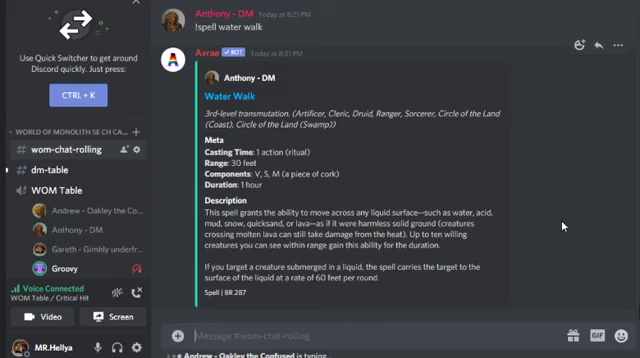 Use Quick Switcher to get around
Discord quickly. Just press:
CTRL + K
WORLD OF MONOLITH SE CH CA...
# wom-chat-rolling
# dm-table
WOM Table
Andrew - Oakley the Co...
Anthony - DM
Gareth - Gimbly underhi...
Groovy
Voice Connected
WOM Table / Critical Hit
Video
Screen
MR.Hellya
Anthony - DM Today at 8:21 PM
!spell water walk
Avrae ✓ BOT Today at 8:21 PM
Anthony - DM
Water Walk
3rd-level transmutation. (Artificer, Cleric, Druid, Ranger, Sorcerer, Circle of the Land
(Coast), Circle of the Land (Swamp))
Meta
Casting Time: 1 action (ritual)
Range: 30 feet
Components: V, S, M (a piece of cork)
Duration: 1 hour
Description
This spell grants the ability to move across any liquid surface--such as water, acid,
mud, snow, quicksand, or lava--as if it were harmless solid ground (creatures
crossing molten lava can still take damage from the heat). Up to ten willing
creatures you can see within range gain this ability for the duration.
If you target a creature submerged in a liquid, the spell carries the target to the
surface of the liquid at a rate of 60 feet per round.
Spell | BR 287
Message #wom-chat-rolling
GIF
Andrew - Oakley the Confused is typing...